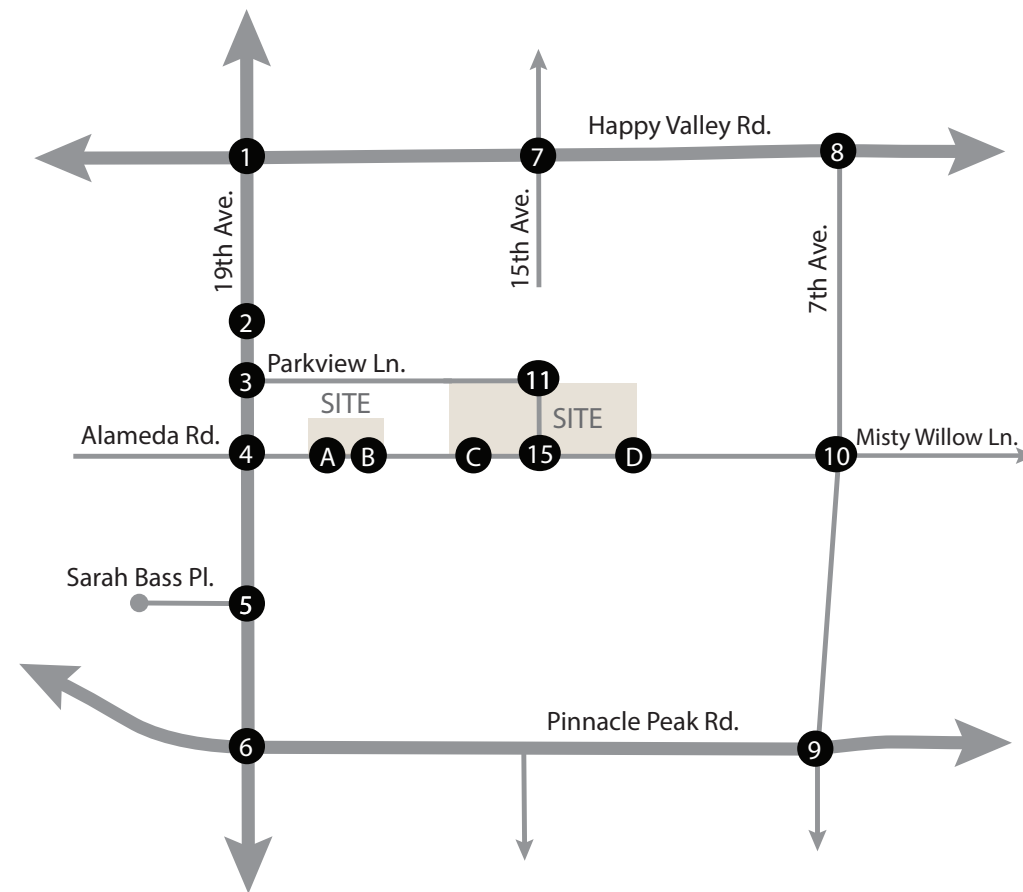 Happy Valley Rd.
1
7
8
19th Ave.
15th Ave.
7th Ave.
2
Parkview Ln.
3
11
SITE
SITE
Alameda Rd.
Misty Willow Ln.
4
A
B
C
15
D
10
Sarah Bass Pl.
5
Pinnacle Peak Rd.
6
9